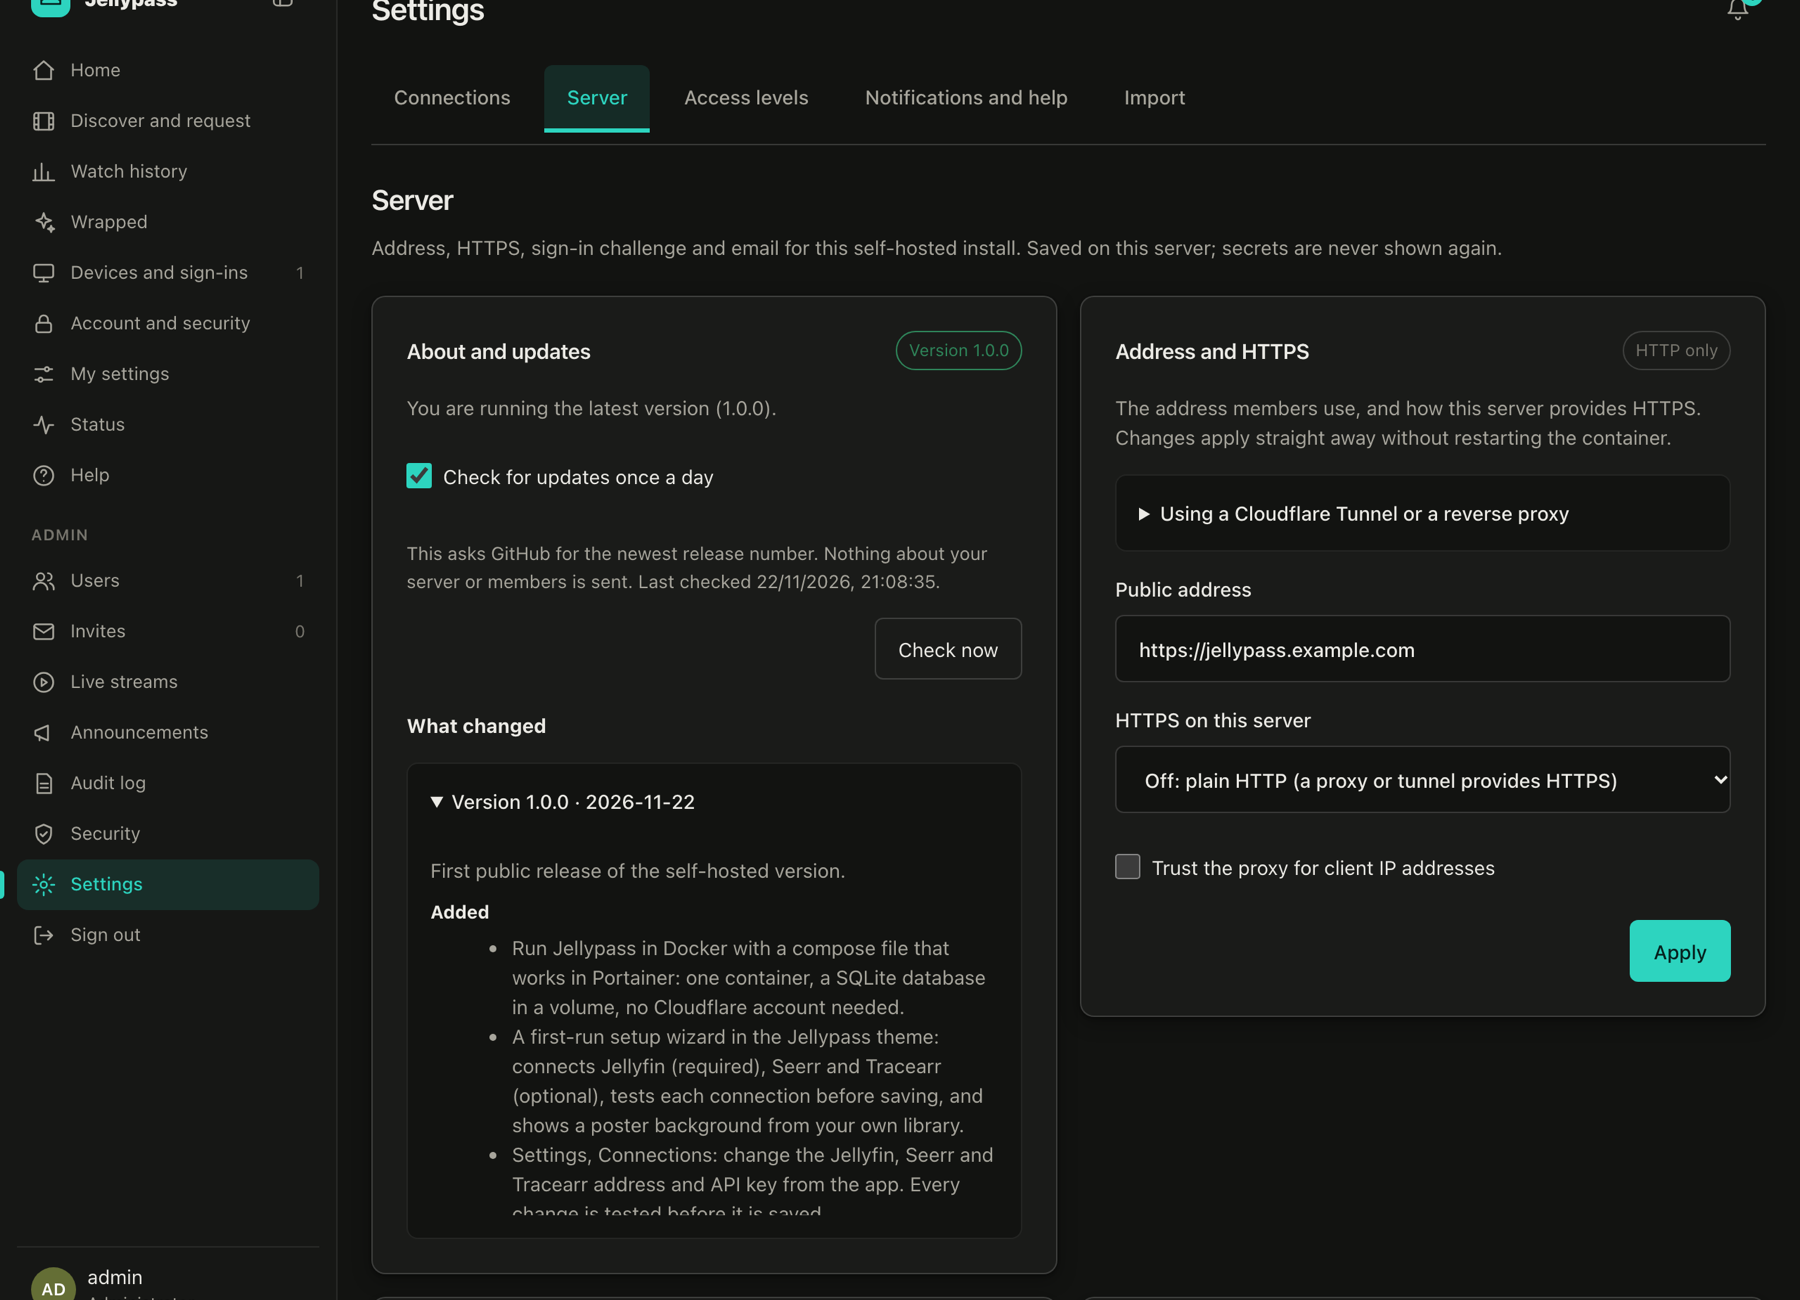 Jellypass
Home
Discover and request
Watch history
Wrapped
Devices and sign-ins 1
Account and security
My settings
Status
Help
ADMIN
Users 1
Invites 0
Live streams
Announcements
Audit log
Security
Settings
Sign out
AD
admin
Settings
Connections
Server
Access levels
Notifications and help
Import
Server
Address, HTTPS, sign-in challenge and email for this self-hosted install. Saved on this server; secrets are never shown again.
About and updates
Version 1.0.0
You are running the latest version (1.0.0).
Check for updates once a day
This asks GitHub for the newest release number. Nothing about your
server or members is sent. Last checked 22/11/2026, 21:08:35.
Check now
What changed
▼ Version 1.0.0 · 2026-11-22
First public release of the self-hosted version.
Added
• Run Jellypass in Docker with a compose file that
works in Portainer: one container, a SQLite database
in a volume, no Cloudflare account needed.
• A first-run setup wizard in the Jellypass theme:
connects Jellyfin (required), Seerr and Tracearr
(optional), tests each connection before saving, and
shows a poster background from your own library.
• Settings, Connections: change the Jellyfin, Seerr and
Tracearr address and API key from the app. Every
change is tested before it is saved
Address and HTTPS
HTTP only
The address members use, and how this server provides HTTPS.
Changes apply straight away without restarting the container.
▶ Using a Cloudflare Tunnel or a reverse proxy
Public address
https://jellypass.example.com
HTTPS on this server
Off: plain HTTP (a proxy or tunnel provides HTTPS)
Trust the proxy for client IP addresses
Apply